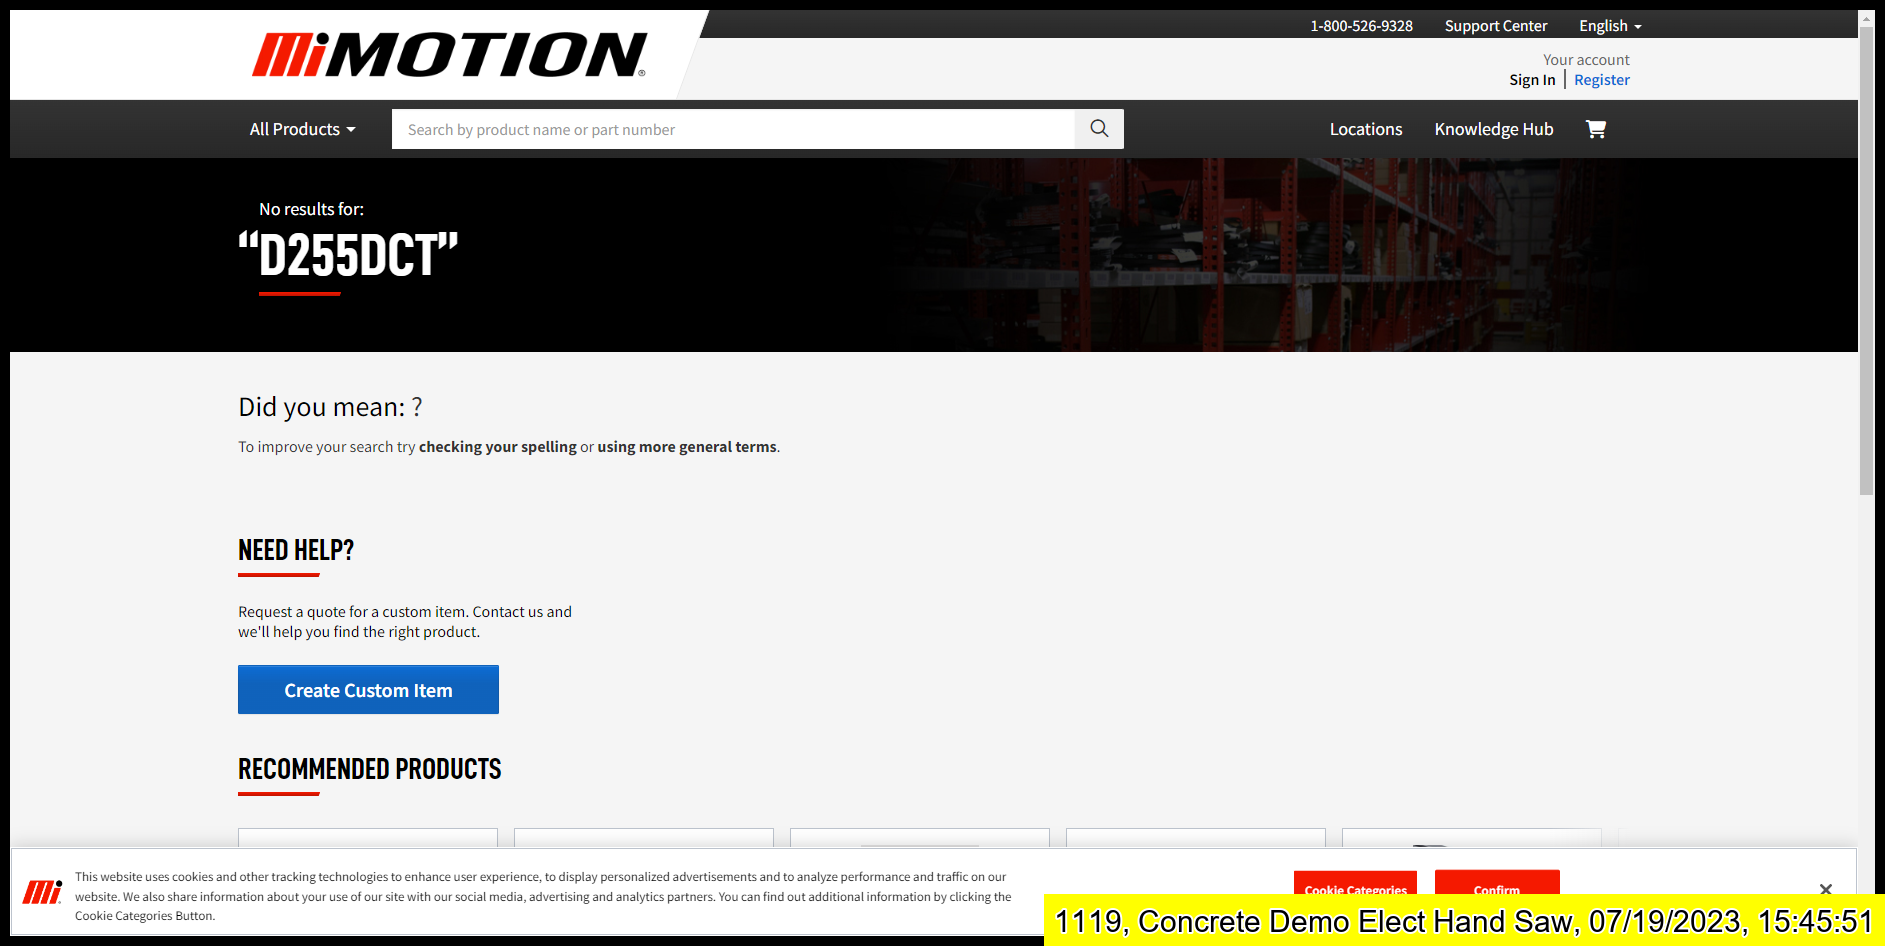 1-800-526-9328 Support Center English
MiMOTION®
Your account
Sign In | Register
All Products Search by product name or part number Locations Knowledge Hub
No results for:
“D255DCT”
Did you mean: ?
To improve your search try checking your spelling or using more general terms.
NEED HELP?
Request a quote for a custom item. Contact us and
we'll help you find the right product.
Create Custom Item
RECOMMENDED PRODUCTS
Mi
This website uses cookies and other tracking technologies to enhance user experience, to display personalized advertisements and to analyze performance and traffic on our
website. We also share information about your use of our site with our social media, advertising and analytics partners. You can find out additional information by clicking the
Cookie Categories Button.
Cookie Categories Confirm
1119, Concrete Demo Elect Hand Saw, 07/19/2023, 15:45:51